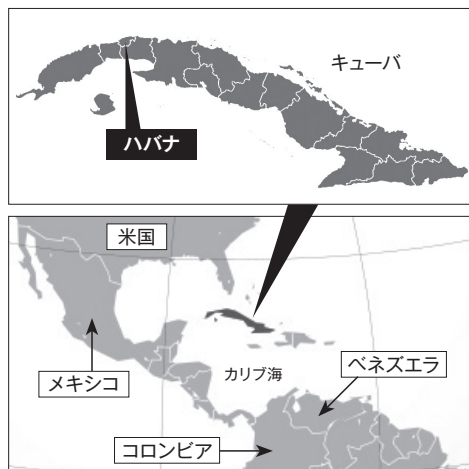 キューバ
ハバナ
米国
カリブ海
ベネズエラ
メキシコ
コロンビア